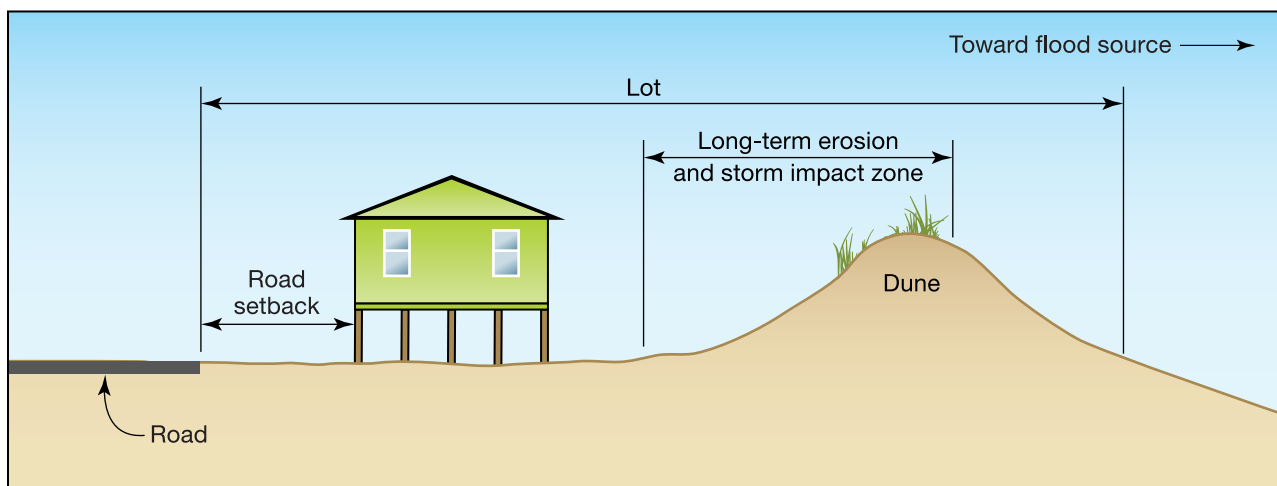 Toward flood source
Lot
Long-term erosion
and storm impact zone
Road
setback
Dune
Road